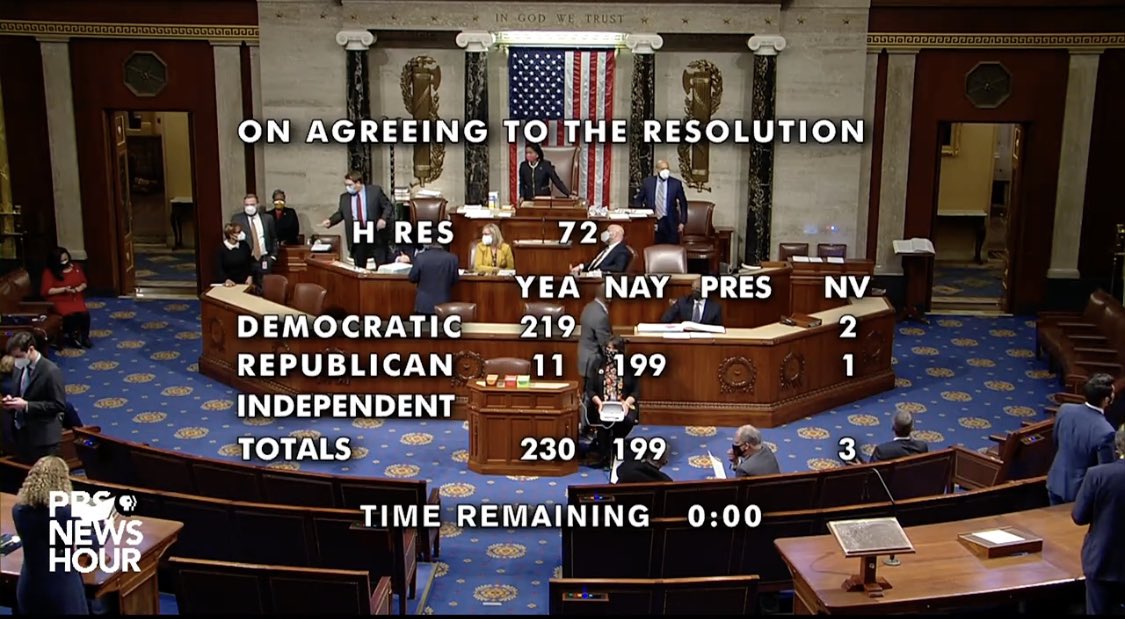 IN GOD WE TRUST
ON AGREEING TO THE RESOLUTION
H RES 72
YEA NAY PRES NV
DEMOCRATIC 219 2
REPUBLICAN 11 199 1
INDEPENDENT
TOTALS 230 199 3
TIME REMAINING 0:00
PBS
NEWS
HOUR